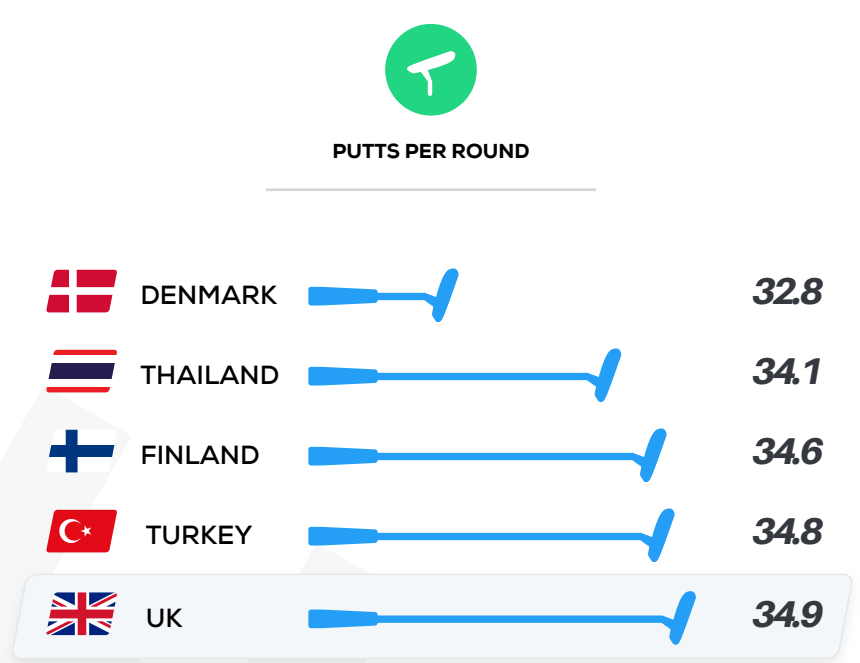 PUTTS PER ROUND
DENMARK 32.8
THAILAND 34.1
FINLAND 34.6
TURKEY 34.8
UK 34.9